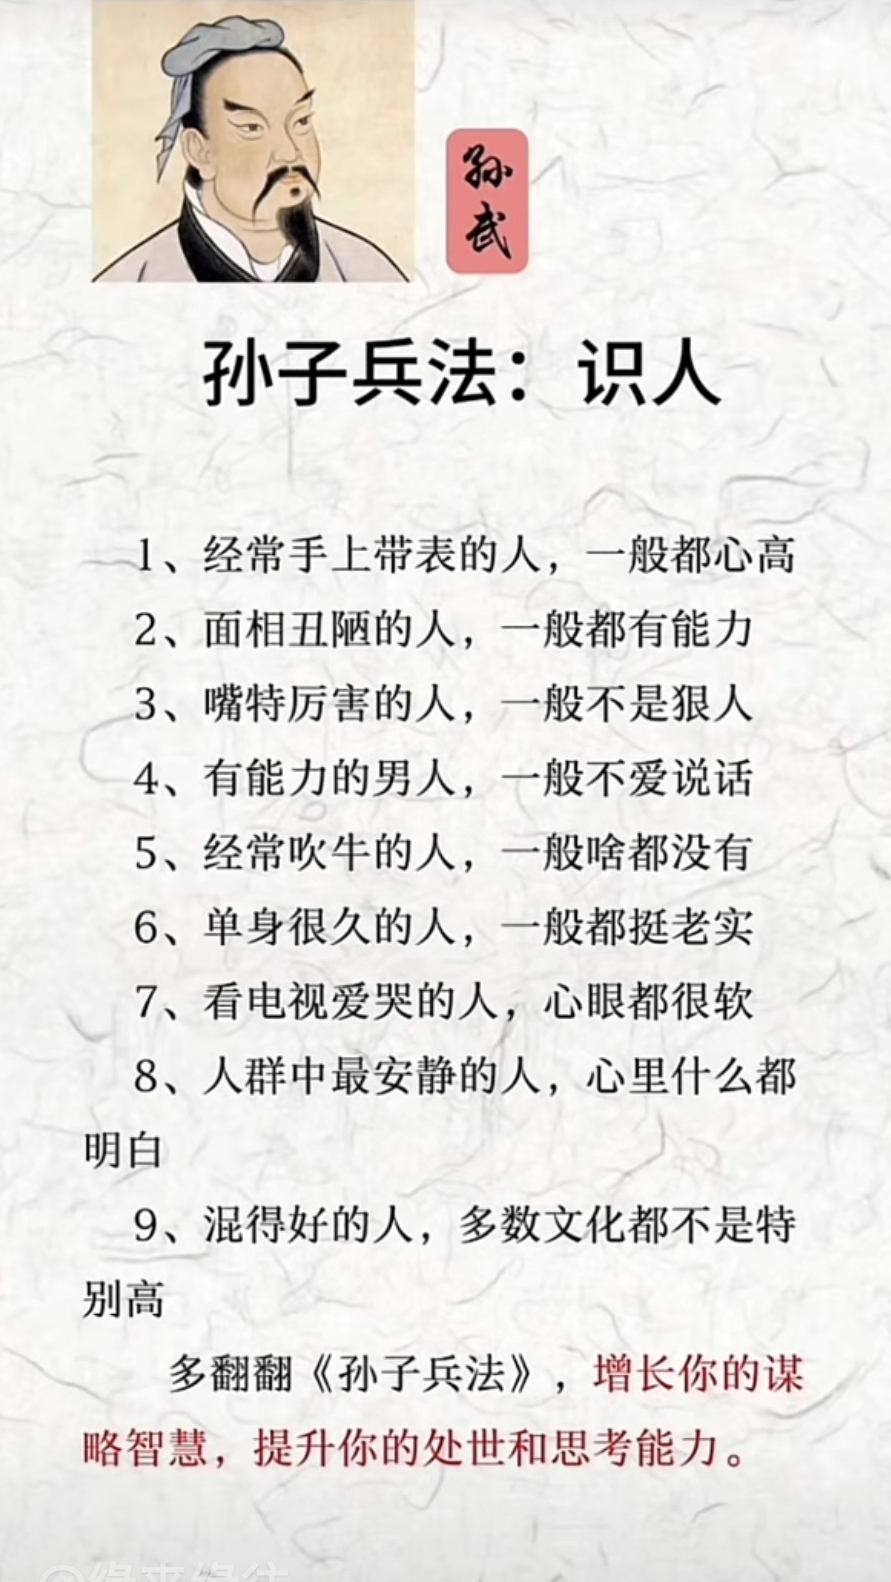 孙
武
孙子兵法：识人
1、经常手上带表的人，一般都心高
2、面相丑陋的人，一般都有能力
3、嘴特厉害的人，一般不是狠人
4、有能力的男人，一般不爱说话
5、经常吹牛的人，一般啥都没有
6、单身很久的人，一般都挺老实
7、看电视爱哭的人，心眼都很软
8、人群中最安静的人，心里什么都
明白
9、混得好的人，多数文化都不是特
别高
多翻翻《孙子兵法》，增长你的谋
略智慧，提升你的处世和思考能力。